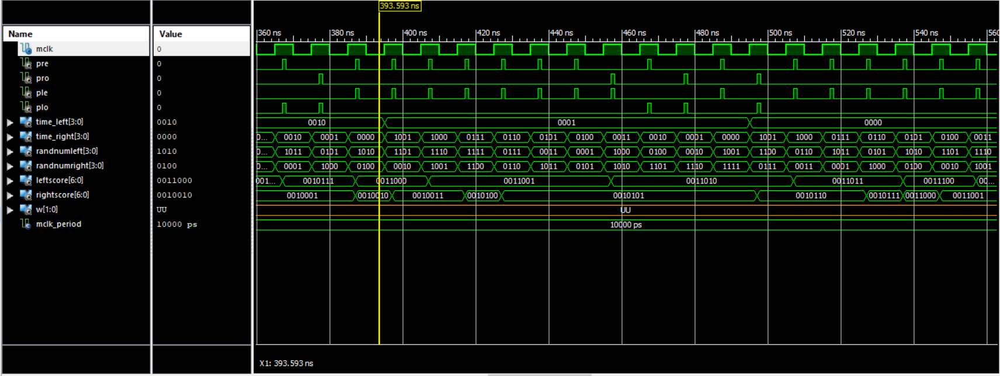 393.593 ns
Name Value
360 ns 380 ns 400 ns 420 ns 440 ns 460 ns 480 ns 500 ns 520 ns 540 ns 560
mclk 0
pre 0
pro 0
ple 0
plo 0
time_left[3:0] 0010 0010 0001 0000
time_right[3:0] 0000 0... 0010 0001 0000 1001 1000 0111 0110 0101 0100 0011 0010 0001 0000 1001 1000 0111 0110 0101 0100 0011
randnumleft[3:0] 1010 0... 1011 0101 1010 1101 1110 1111 0111 0011 0001 1000 0100 0010 1001 1100 0110 1011 0101 1010 1101 1110
randnumright[3:0] 0100 0... 0001 1000 0100 0010 1001 1100 0110 1011 0101 1010 1101 1110 1111 0111 0011 0001 1000 0100 0010 1001
leftscore[6:0] 0011000 001... 0010111 0011000 0011001 0011010 0011011 0011100 00...
rightscore[6:0] 0010010 0010001 0010010 0010011 0010100 0010101 0010110 0010111 0011000 0011001
w[1:0] UU UU
mclk_period 10000 ps 10000 ps
X1: 393.593 ns